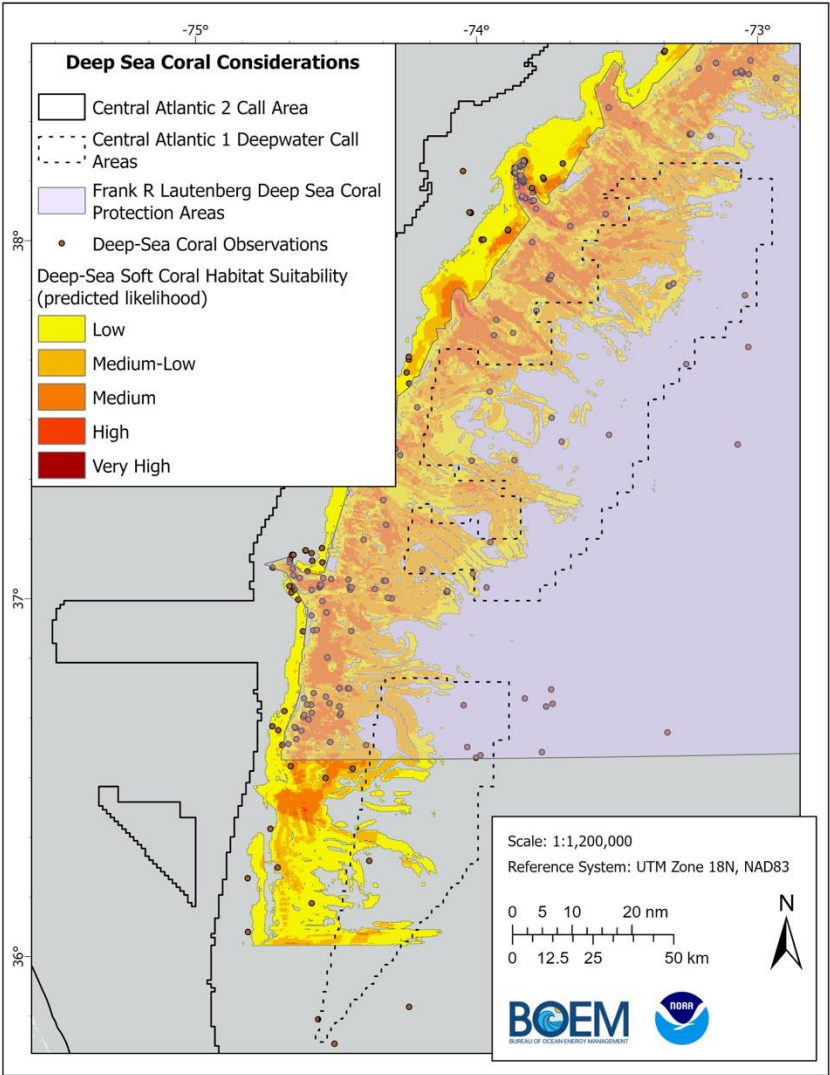 -75° -74° -73°
Deep Sea Coral Considerations
Central Atlantic 2 Call Area
Central Atlantic 1 Deepwater Call
Areas
Frank R Lautenberg Deep Sea Coral
Protection Areas
Deep-Sea Coral Observations
Deep-Sea Soft Coral Habitat Suitability
(predicted likelihood)
Low
Medium-Low
Medium
High
Very High
38°
37°
36°
Scale: 1:1,200,000
Reference System: UTM Zone 18N, NAD83
0 5 10 20 nm
0 12.5 25 50 km
N
BOEM
BUREAU OF OCEAN ENERGY MANAGEMENT
NOAA